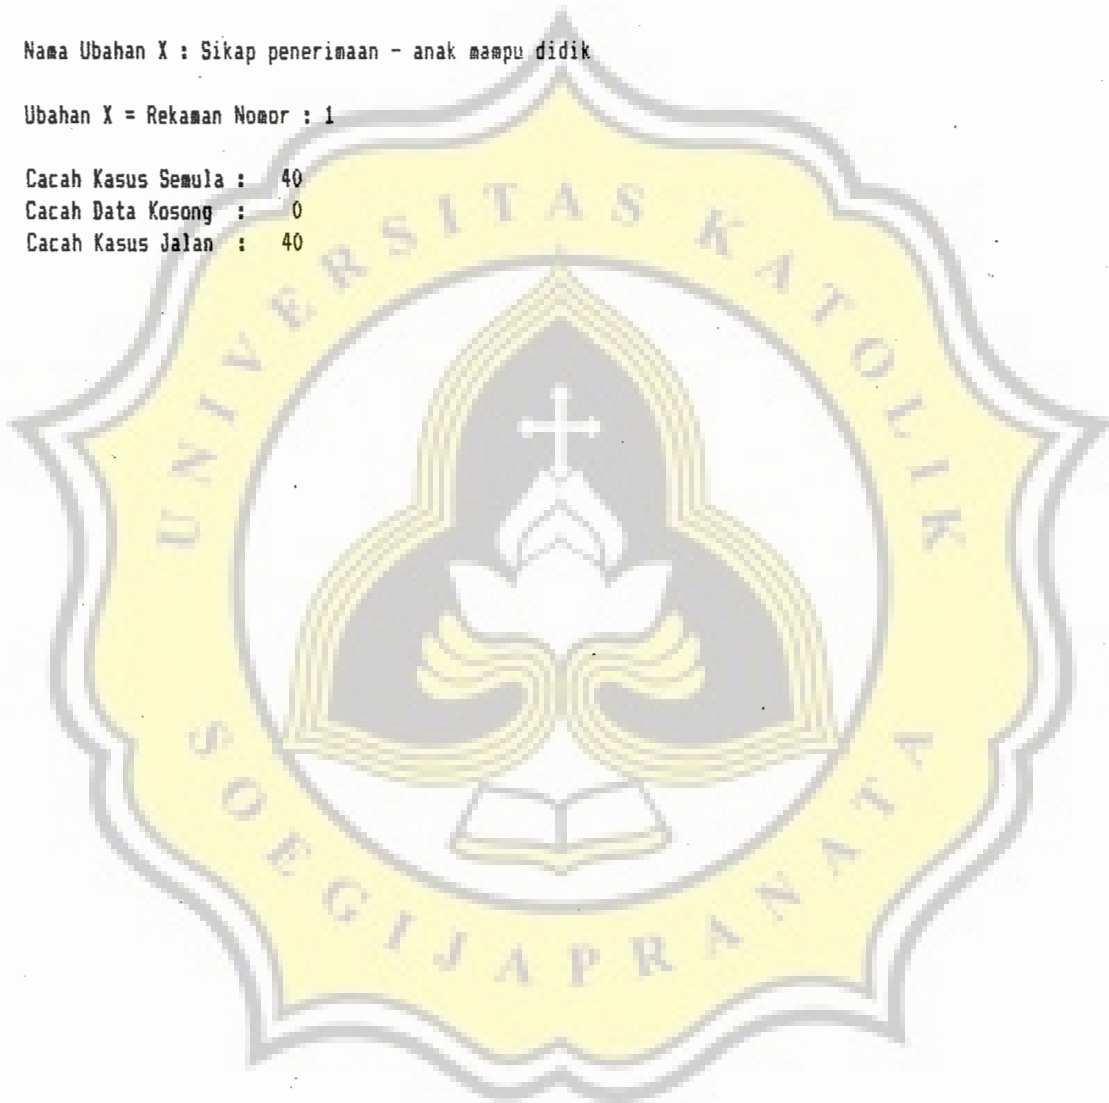 Nama Ubahan X : Sikap penerimaan - anak mampu didik
Ubahan X = Rekaman Nomor : 1
Cacah Kasus Semula : 40
Cacah Data Kosong : 0
Cacah Kasus Jalan : 40
UNIVERSITAS KATOLIK
SOEGIJAPRANATA